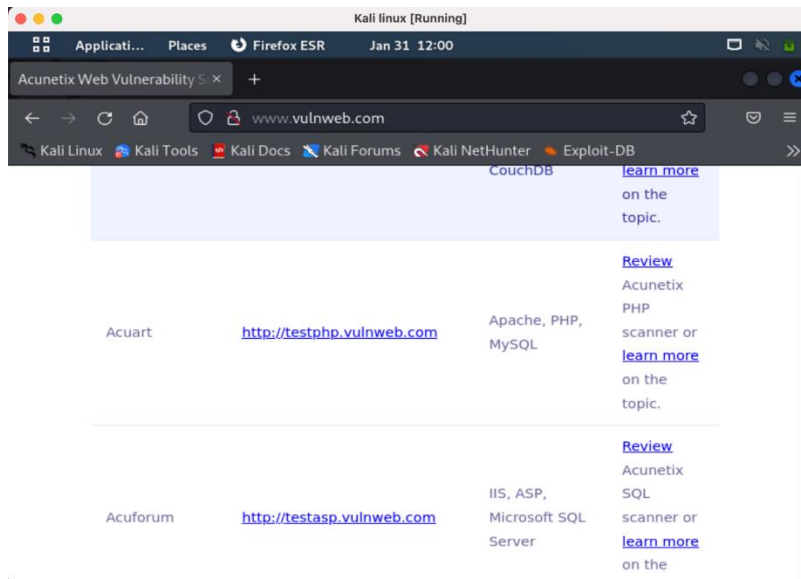 Kali linux [Running]
Applicati... Places Firefox ESR Jan 31 12:00
Acunetix Web Vulnerability S
www.vulnweb.com
Kali Linux Kali Tools Kali Docs Kali Forums Kali NetHunter Exploit-DB
CouchDB
learn more
on the
topic.
Acuart
http://testphp.vulnweb.com
Apache, PHP,
MySQL
Review
Acunetix
PHP
scanner or
learn more
on the
topic.
Acuforum
http://testasp.vulnweb.com
IIS, ASP,
Microsoft SQL
Server
Review
Acunetix
SQL
scanner or
learn more
on the